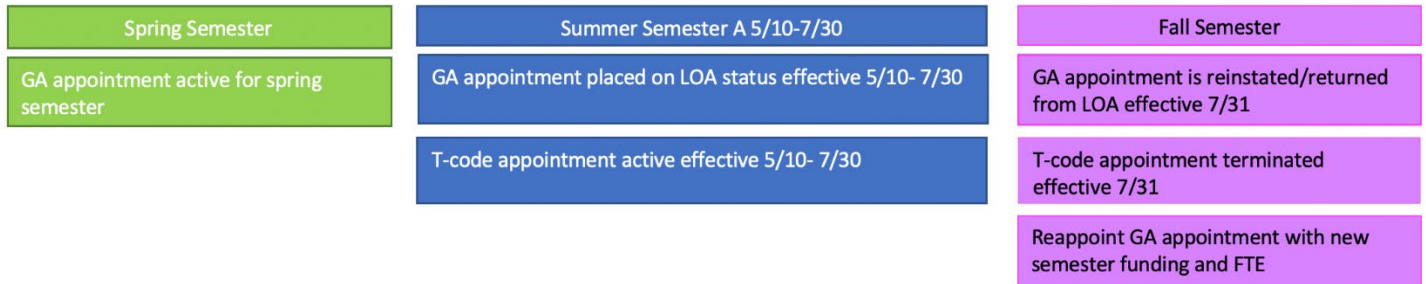 Spring Semester
GA appointment active for spring
semester
Summer Semester A 5/10-7/30
GA appointment placed on LOA status effective 5/10- 7/30
T-code appointment active effective 5/10- 7/30
Fall Semester
GA appointment is reinstated/returned
from LOA effective 7/31
T-code appointment terminated
effective 7/31
Reappoint GA appointment with new
semester funding and FTE